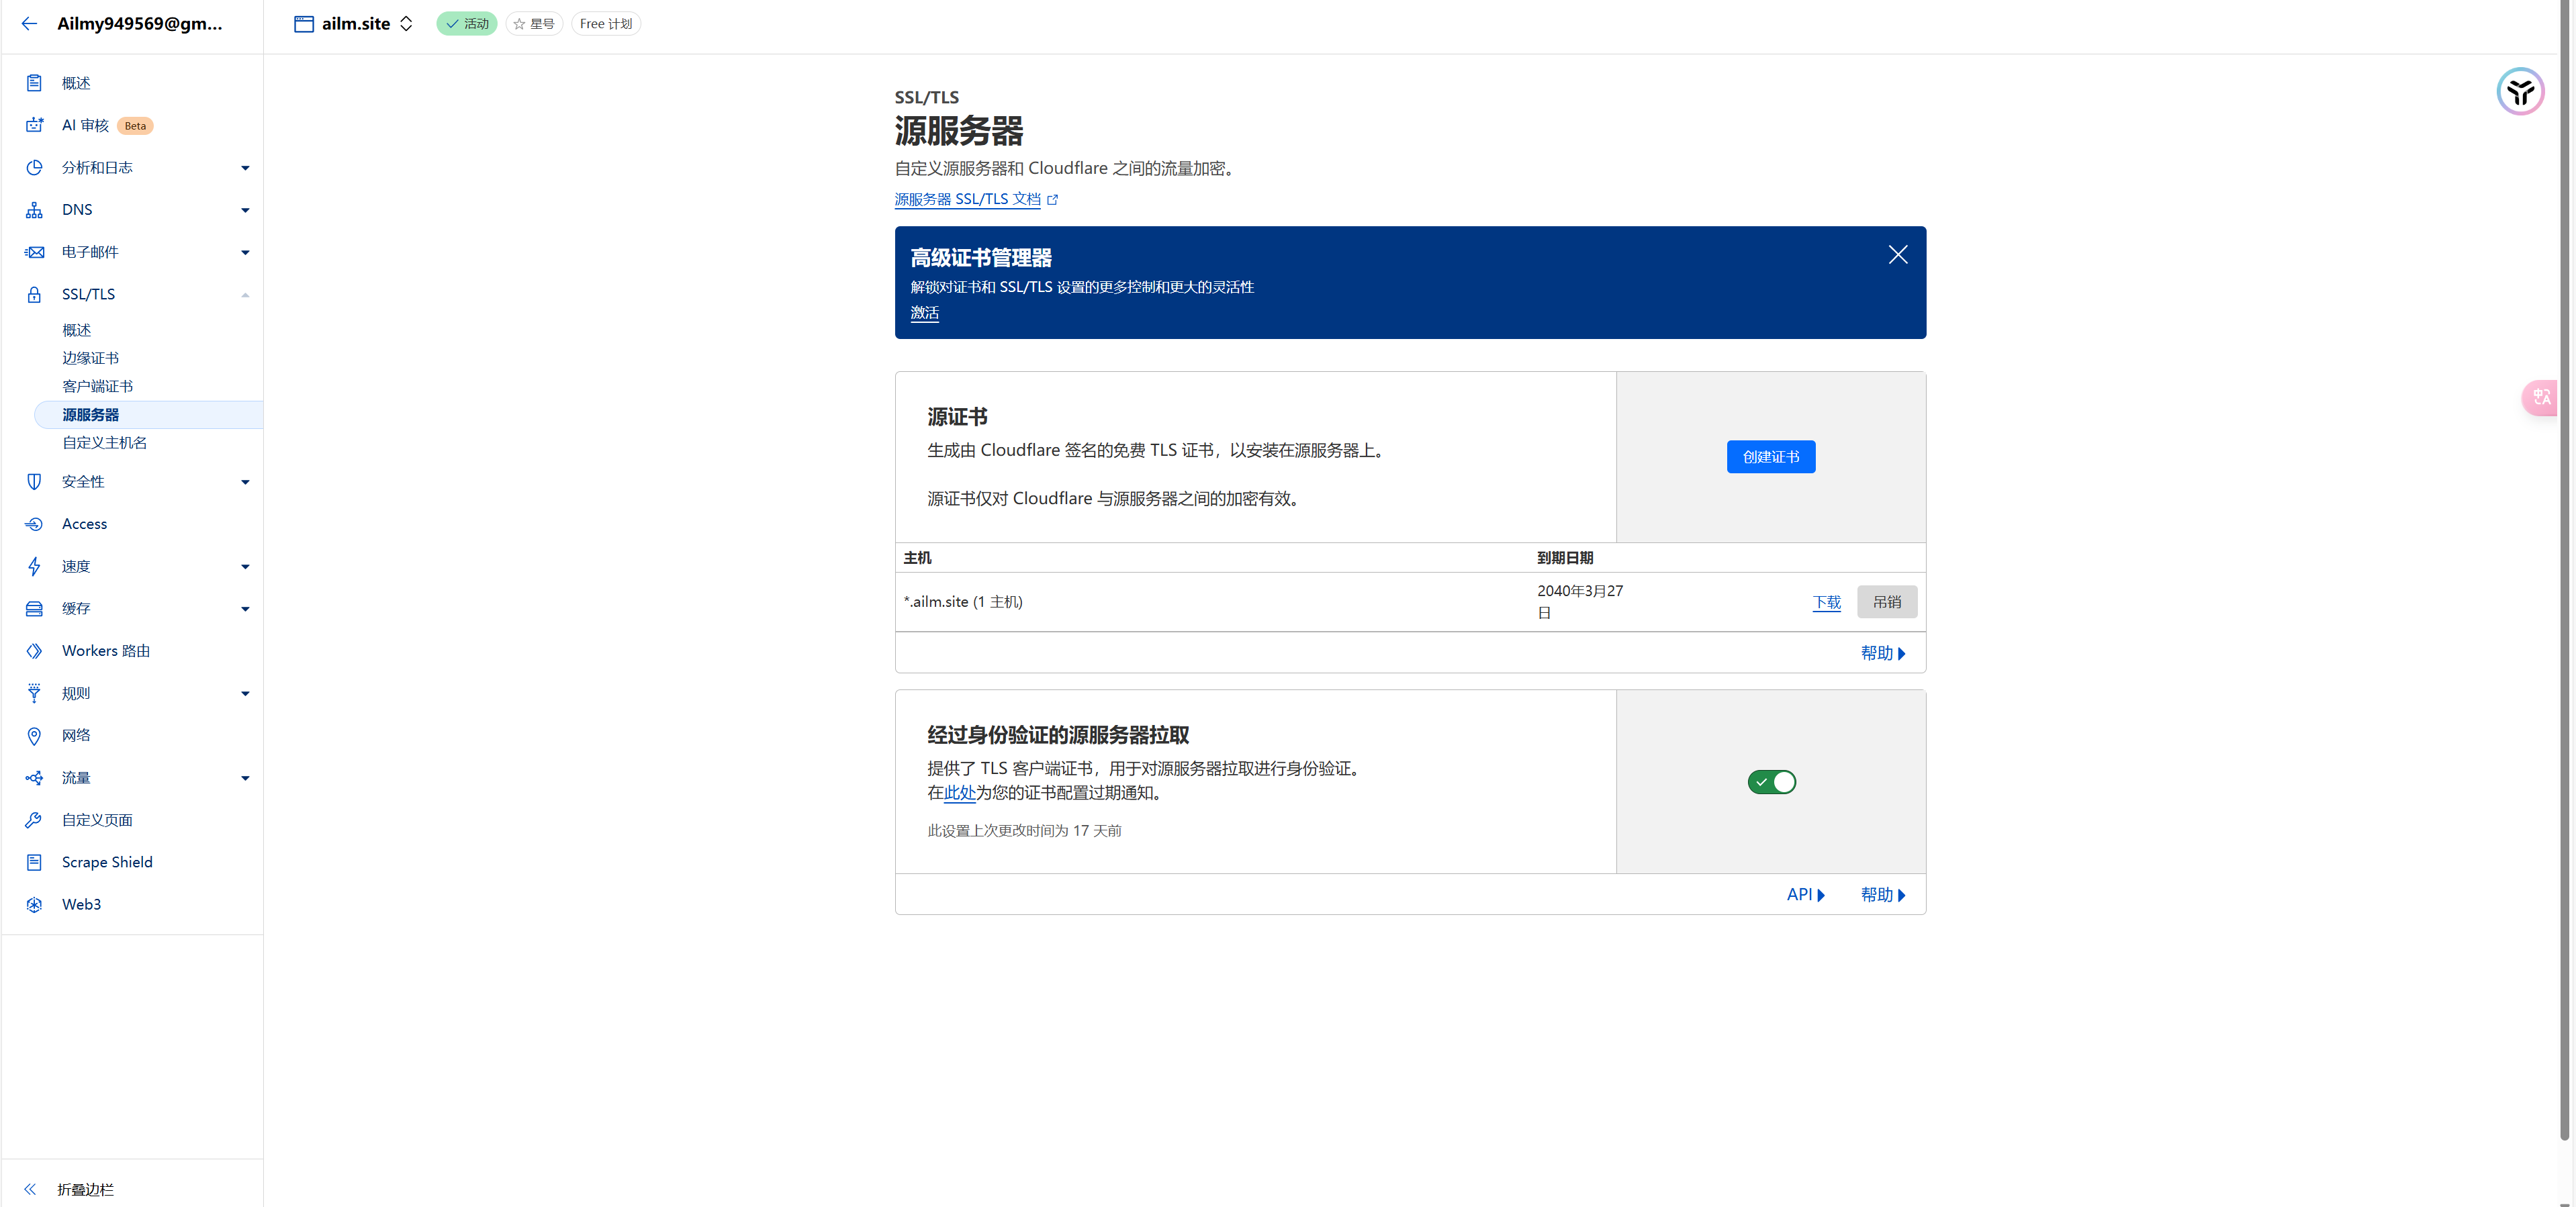 Ailmy949569@gm...
ailm.site
活动
星号
Free 计划
概述
AI 审核 Beta
分析和日志
DNS
电子邮件
SSL/TLS
概述
边缘证书
客户端证书
源服务器
自定义主机名
安全性
Access
速度
缓存
Workers 路由
规则
网络
流量
自定义页面
Scrape Shield
Web3
折叠边栏
SSL/TLS
源服务器
自定义源服务器和 Cloudflare 之间的流量加密。
源服务器 SSL/TLS 文档
高级证书管理器
解锁对证书和 SSL/TLS 设置的更多控制和更大的灵活性
激活
源证书
生成由 Cloudflare 签名的免费 TLS 证书，以安装在源服务器上。
源证书仅对 Cloudflare 与源服务器之间的加密有效。
创建证书
主机 到期日期
*.ailm.site (1 主机) 2040年3月27
日
下载 吊销
帮助
经过身份验证的源服务器拉取
提供了 TLS 客户端证书，用于对源服务器拉取进行身份验证。
在此处为您的证书配置过期通知。
此设置上次更改时间为 17 天前
API 帮助
中
A